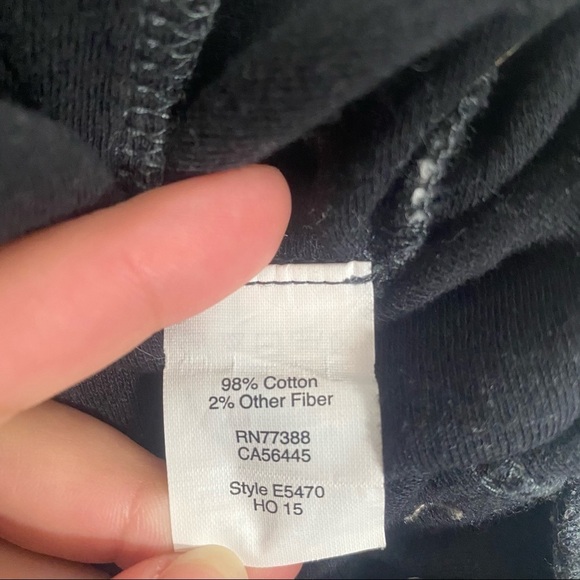 98% Cotton
2% Other Fiber
RN77388
CA56445
Style E5470
HO 15